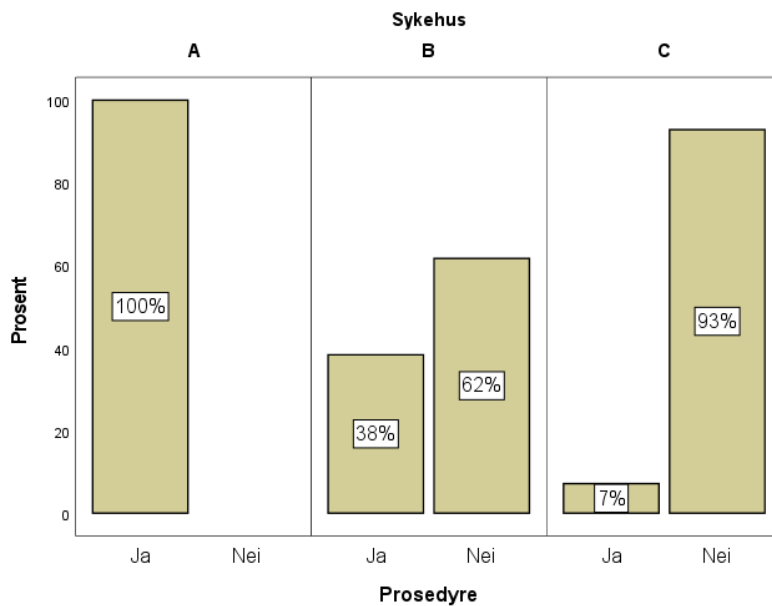 Sykehus
A B C
Prosent
100
80
60
40
20
0
100%
38%
62%
7%
93%
Ja Nei Ja Nei Ja Nei
Prosedyre